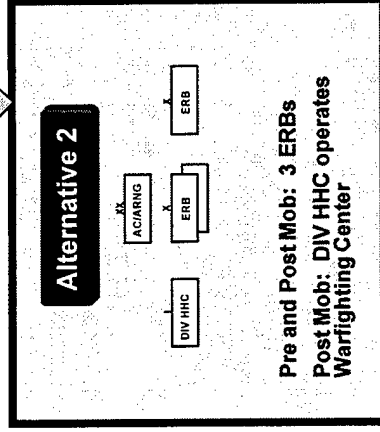 Alternative 2
XX
AC/ARNG
I
DIV HHC
X
ERB
X
ERB
Pre and Post Mob: 3 ERBs
Post Mob: DIV HHC operates
Warfighting Center